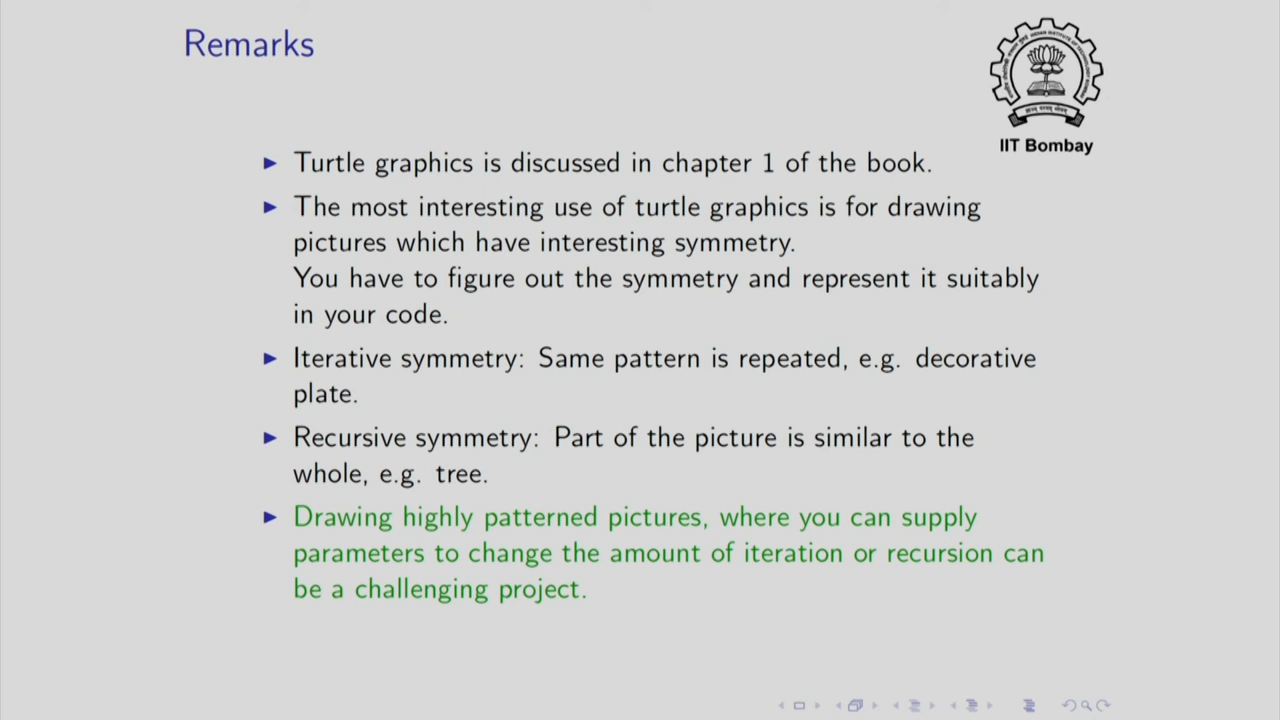 Remarks
IIT Bombay
▶ Turtle graphics is discussed in chapter 1 of the book.
▶ The most interesting use of turtle graphics is for drawing
pictures which have interesting symmetry.
You have to figure out the symmetry and represent it suitably
in your code.
▶ Iterative symmetry: Same pattern is repeated, e.g. decorative
plate.
▶ Recursive symmetry: Part of the picture is similar to the
whole, e.g. tree.
▶ Drawing highly patterned pictures, where you can supply
parameters to change the amount of iteration or recursion can
be a challenging project.